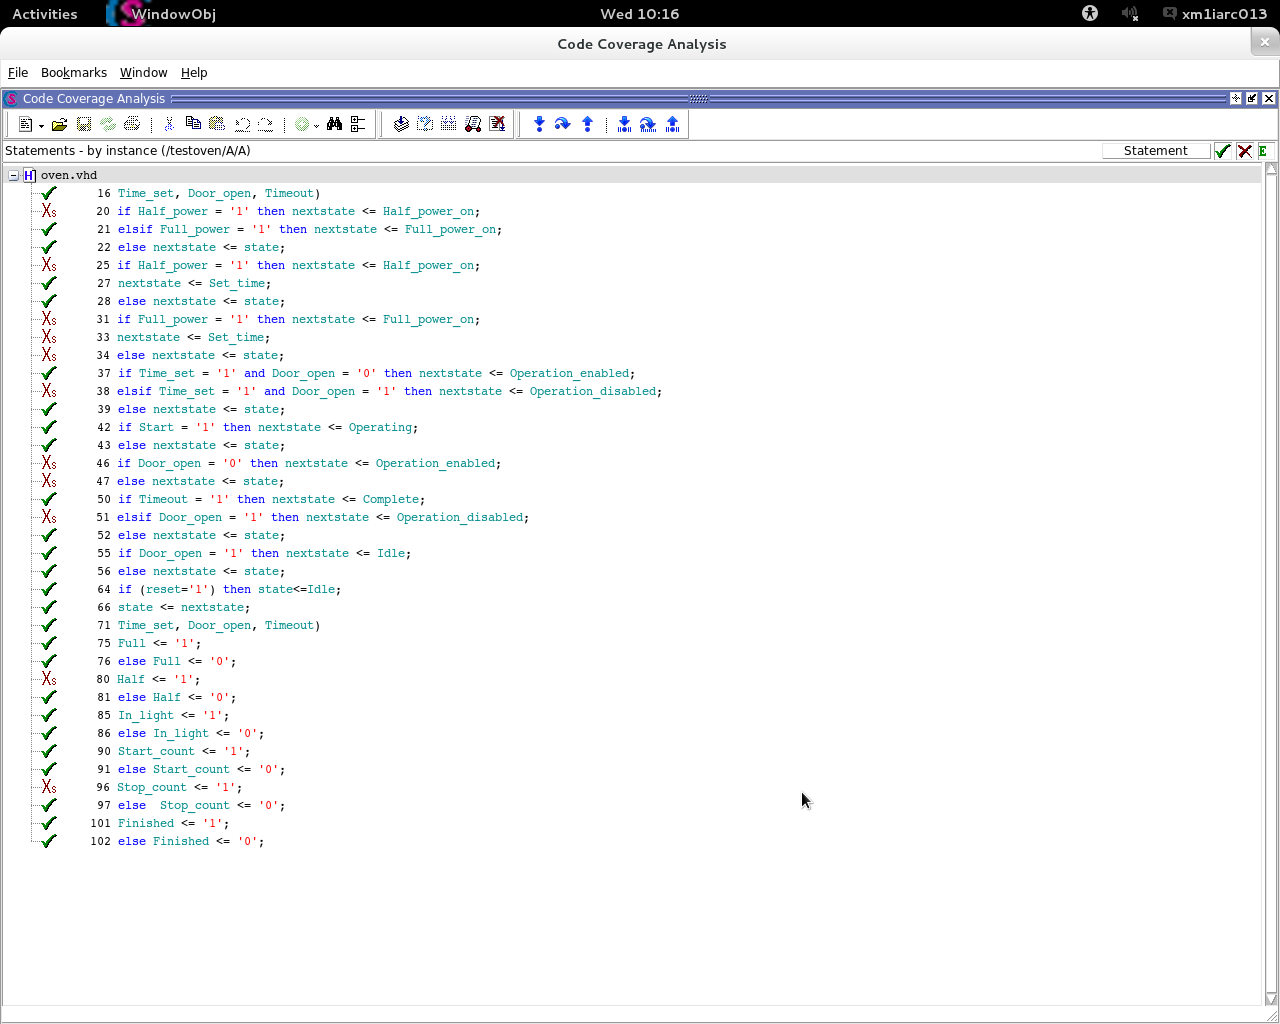 Activities WindowObj Wed 10:16 xm1iarc013
Code Coverage Analysis
File Bookmarks Window Help
Code Coverage Analysis
Statements - by instance (/testoven/A/A) Statement E
oven.vhd
16 Time_set, Door_open, Timeout)
Xs 20 if Half_power = '1' then nextstate <= Half_power_on;
21 elsif Full_power = '1' then nextstate <= Full_power_on;
22 else nextstate <= state;
Xs 25 if Half_power = '1' then nextstate <= Half_power_on;
27 nextstate <= Set_time;
28 else nextstate <= state;
Xs 31 if Full_power = '1' then nextstate <= Full_power_on;
Xs 33 nextstate <= Set_time;
Xs 34 else nextstate <= state;
37 if Time_set = '1' and Door_open = '0' then nextstate <= Operation_enabled;
Xs 38 elsif Time_set = '1' and Door_open = '1' then nextstate <= Operation_disabled;
39 else nextstate <= state;
42 if Start = '1' then nextstate <= Operating;
43 else nextstate <= state;
Xs 46 if Door_open = '0' then nextstate <= Operation_enabled;
Xs 47 else nextstate <= state;
50 if Timeout = '1' then nextstate <= Complete;
Xs 51 elsif Door_open = '1' then nextstate <= Operation_disabled;
52 else nextstate <= state;
55 if Door_open = '1' then nextstate <= Idle;
56 else nextstate <= state;
64 if (reset='1') then state<=Idle;
66 state <= nextstate;
71 Time_set, Door_open, Timeout)
75 Full <= '1';
76 else Full <= '0';
Xs 80 Half <= '1';
81 else Half <= '0';
85 In_light <= '1';
86 else In_light <= '0';
90 Start_count <= '1';
91 else Start_count <= '0';
Xs 96 Stop_count <= '1';
97 else  Stop_count <= '0';
101 Finished <= '1';
102 else Finished <= '0';